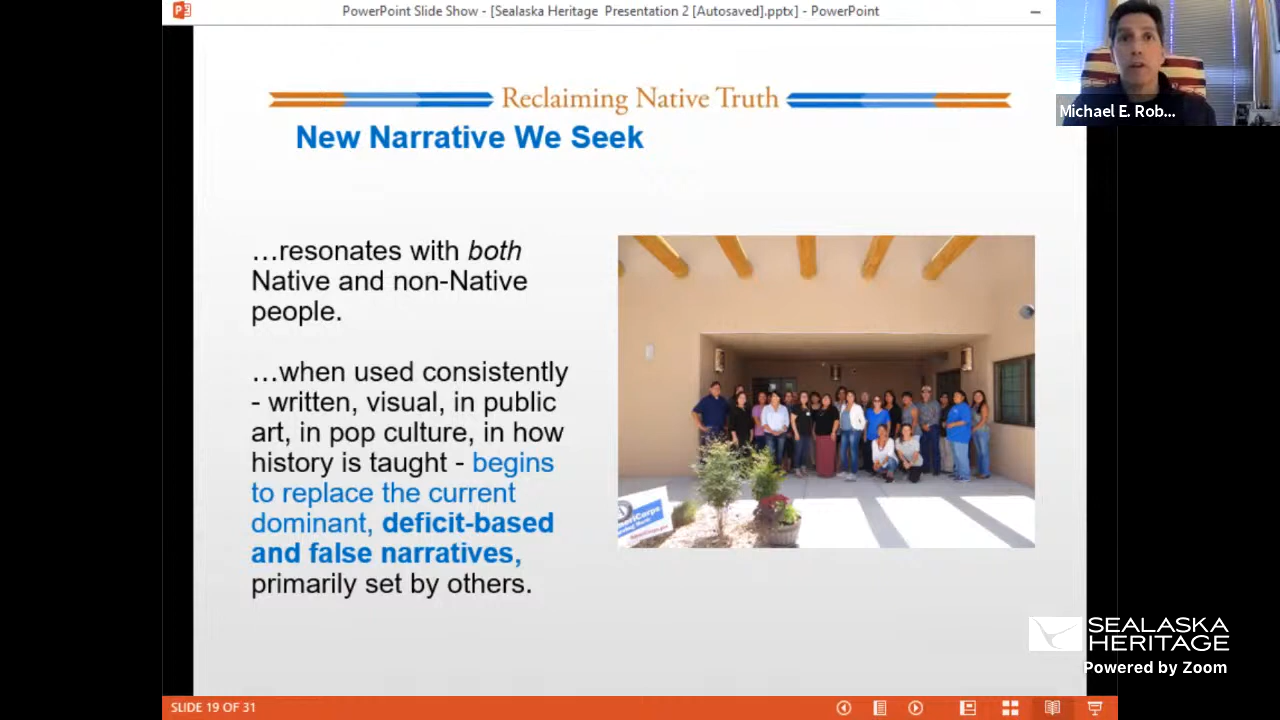 PowerPoint Slide Show - [Sealaska Heritage Presentation 2 [Autosaved].pptx] - PowerPoint
Michael E. Rob...
Reclaiming Native Truth
New Narrative We Seek
…resonates with both
Native and non-Native
people.
…when used consistently
- written, visual, in public
art, in pop culture, in how
history is taught - begins
to replace the current
dominant, deficit-based
and false narratives,
primarily set by others.
SEALASKA
HERITAGE
Powered by Zoom
SLIDE 19 OF 31